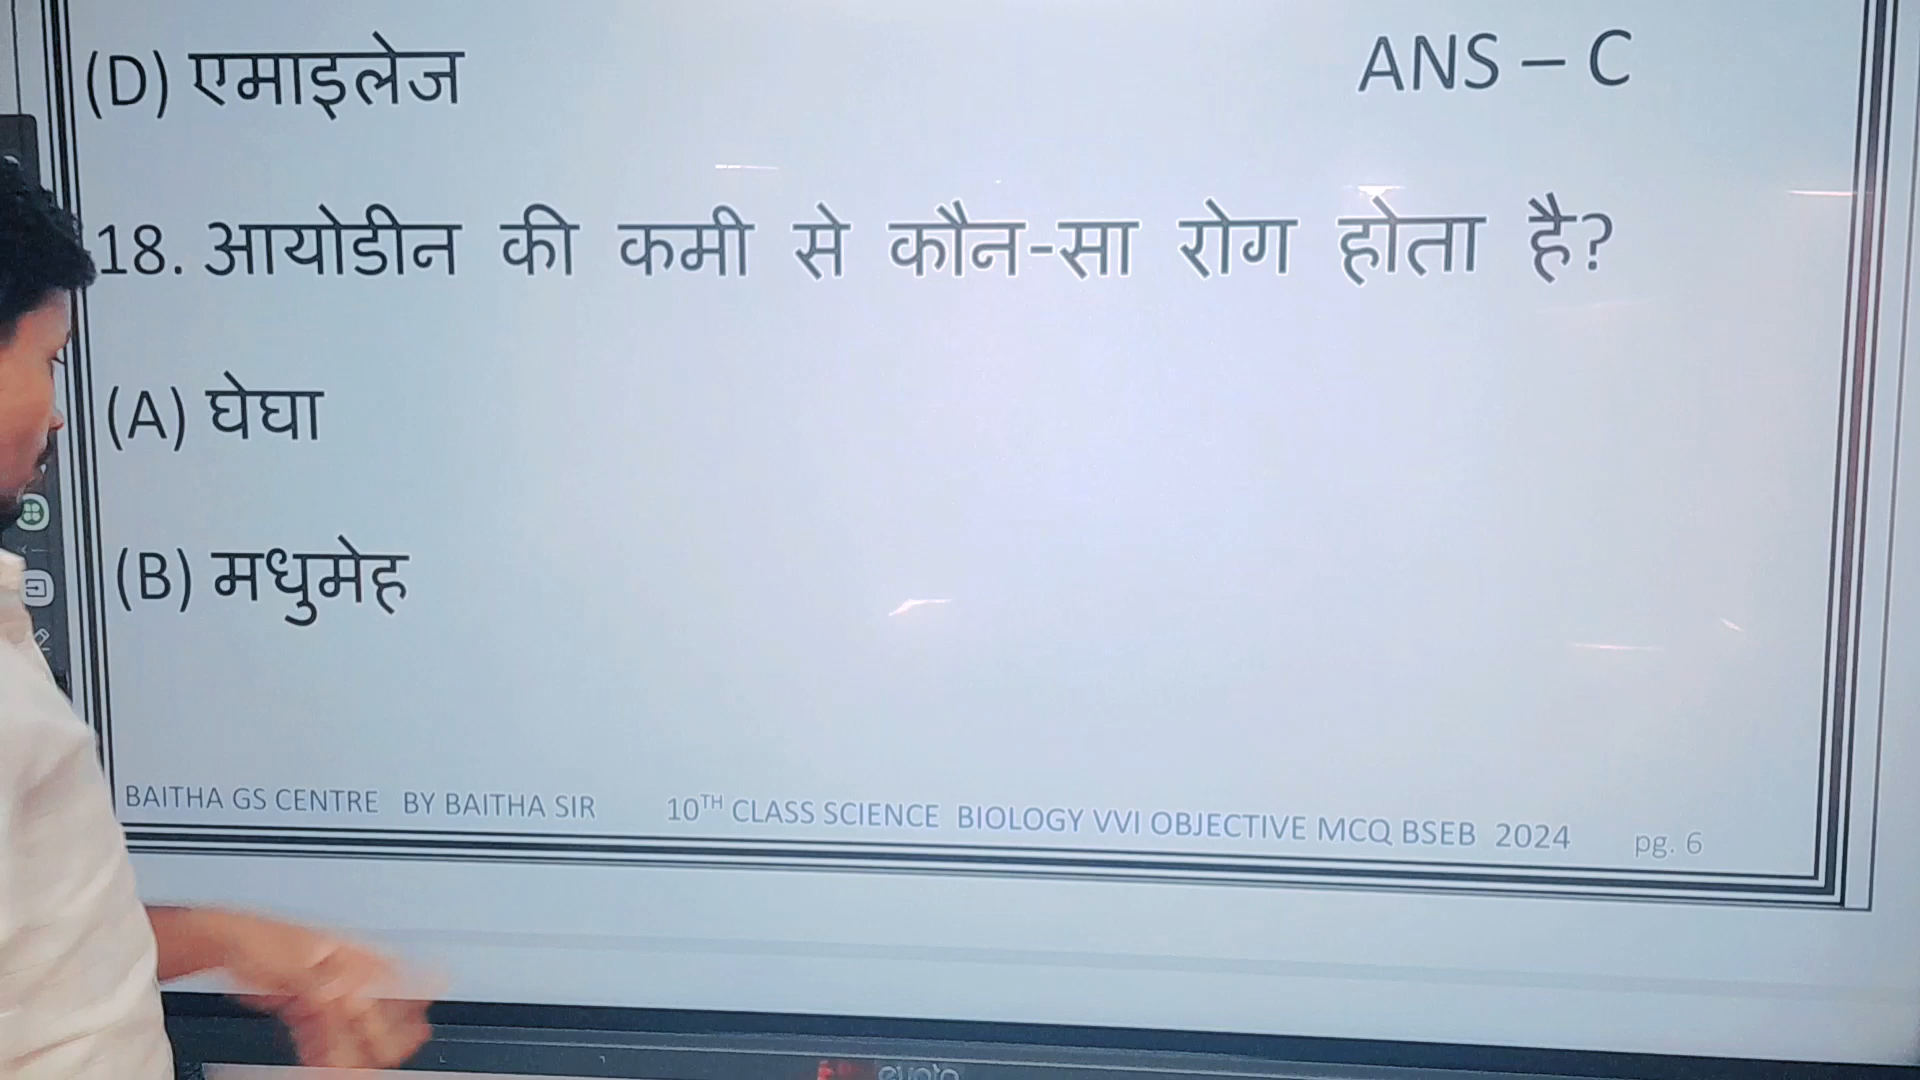 (D) एमाइलेज ANS – C
18. आयोडीन की कमी से कौन-सा रोग होता है?
(A) घेघा
(B) मधुमेह
BAITHA GS CENTRE BY BAITHA SIR 10TH CLASS SCIENCE BIOLOGY VVI OBJECTIVE MCQ BSEB 2024 pg. 6